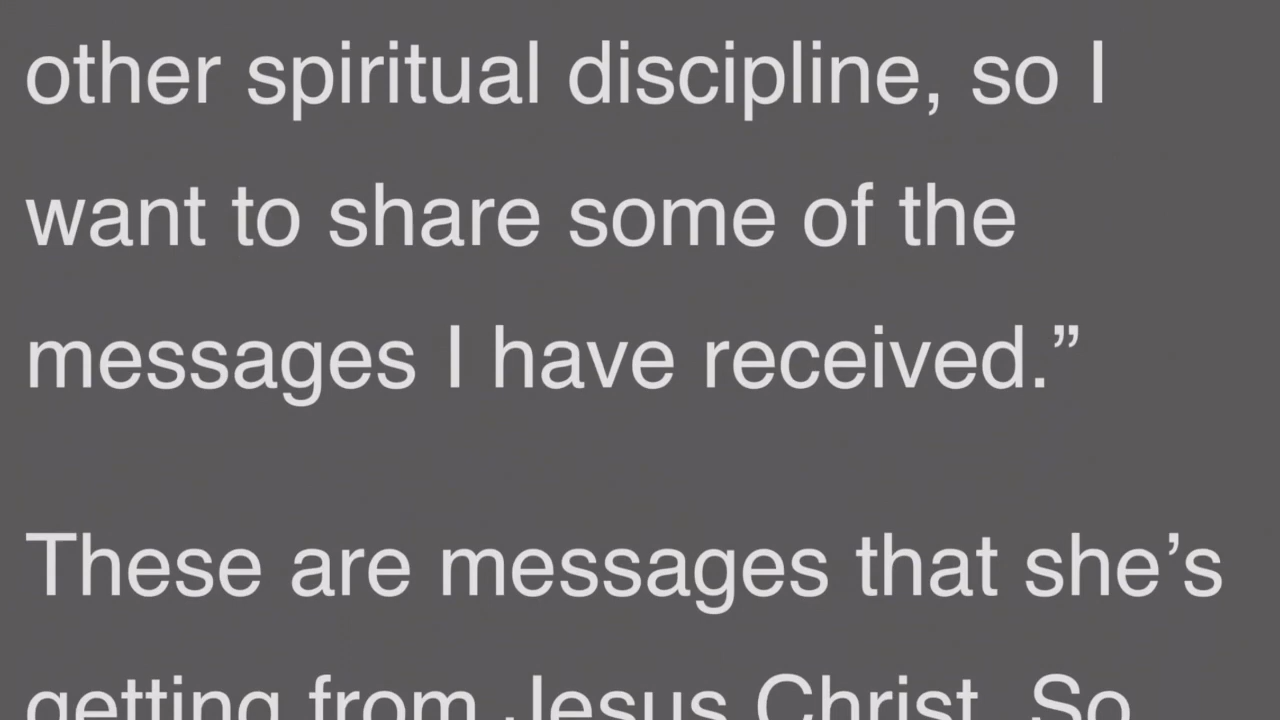 other spiritual discipline, so I
want to share some of the
messages I have received.”
These are messages that she’s
getting from Jesus Christ. So